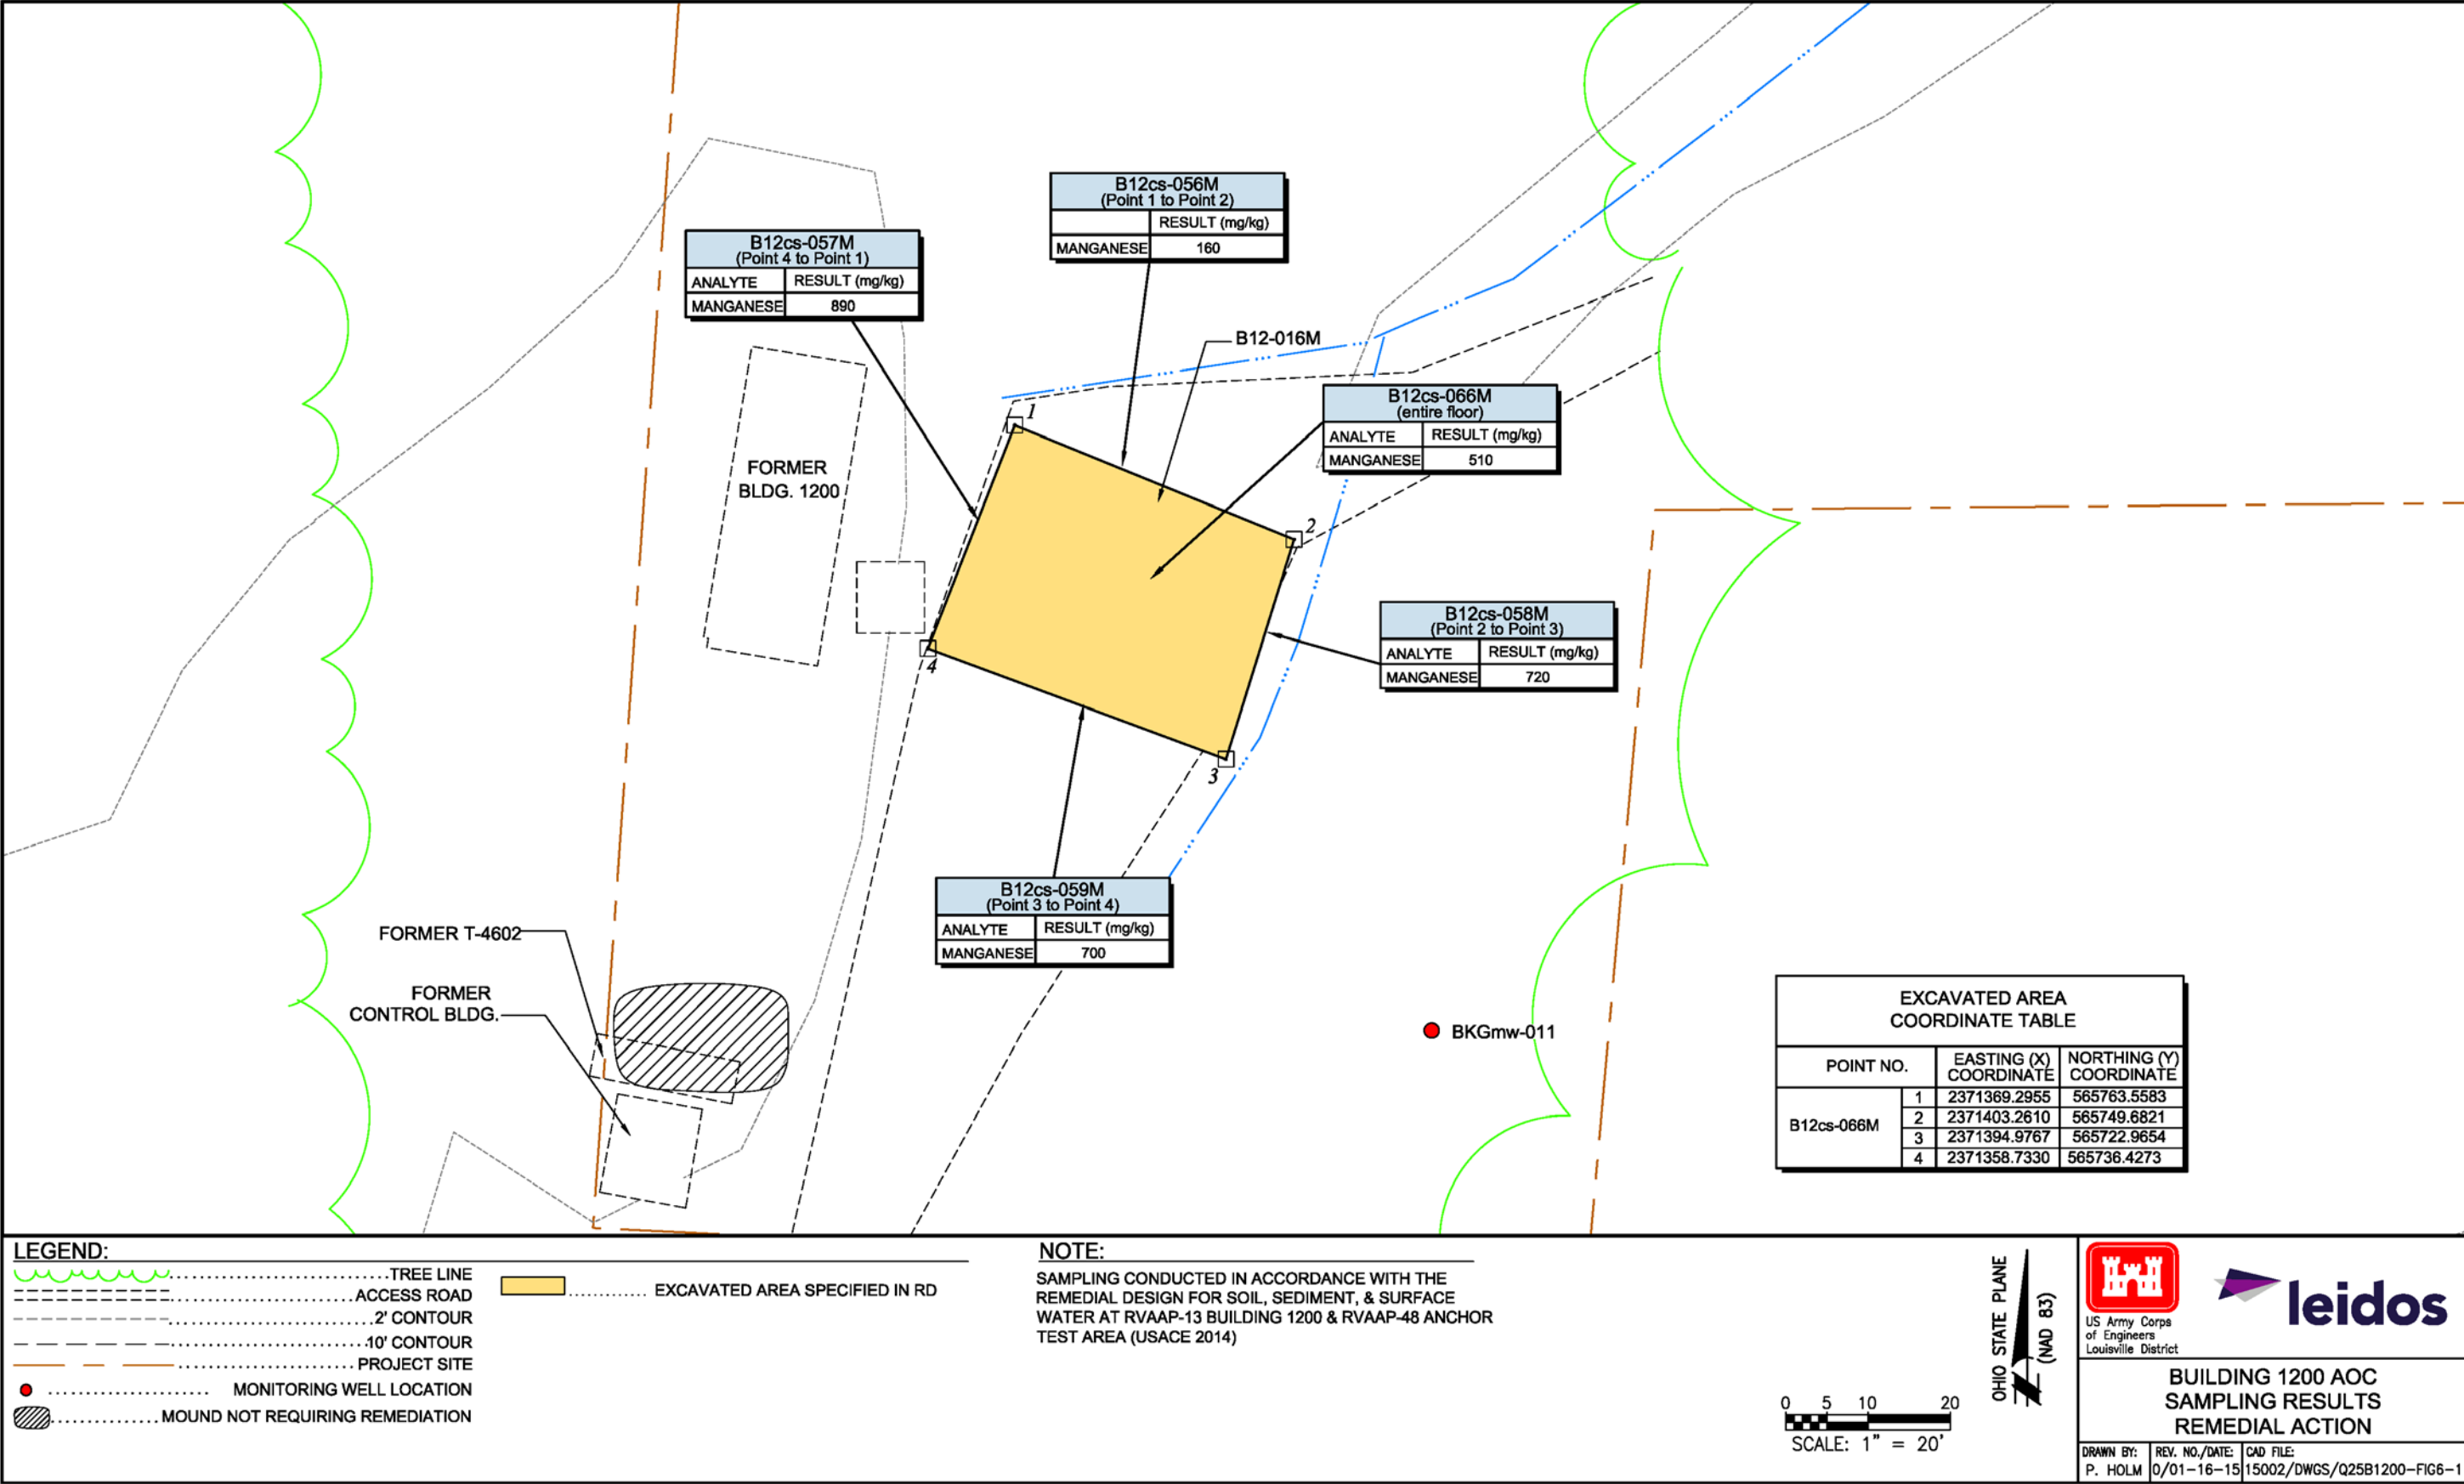 B12cs-056M
(Point 1 to Point 2)
RESULT (mg/kg)
MANGANESE 160
B12cs-057M
(Point 4 to Point 1)
ANALYTE RESULT (mg/kg)
MANGANESE 890
B12-016M
B12cs-066M
(entire floor)
ANALYTE RESULT (mg/kg)
MANGANESE 510
1
FORMER
BLDG. 1200
2
B12cs-058M
(Point 2 to Point 3)
ANALYTE RESULT (mg/kg)
MANGANESE 720
4
3
B12cs-059M
(Point 3 to Point 4)
ANALYTE RESULT (mg/kg)
MANGANESE 700
FORMER T-4602
FORMER
CONTROL BLDG.
BKGmw-011
EXCAVATED AREA
COORDINATE TABLE
POINT NO. EASTING (X) COORDINATE NORTHING (Y) COORDINATE
B12cs-066M
1 2371369.2955 565763.5583
2 2371403.2610 565749.6821
3 2371394.9767 565722.9654
4 2371358.7330 565736.4273
LEGEND:
TREE LINE
ACCESS ROAD
2' CONTOUR
10' CONTOUR
PROJECT SITE
MONITORING WELL LOCATION
MOUND NOT REQUIRING REMEDIATION
EXCAVATED AREA SPECIFIED IN RD
NOTE:
SAMPLING CONDUCTED IN ACCORDANCE WITH THE
REMEDIAL DESIGN FOR SOIL, SEDIMENT, & SURFACE
WATER AT RVAAP-13 BUILDING 1200 & RVAAP-48 ANCHOR
TEST AREA (USACE 2014)
0 5 10 20
SCALE: 1" = 20'
OHIO STATE PLANE
(NAD 83)
US Army Corps
of Engineers
Louisville District
leidos
BUILDING 1200 AOC
SAMPLING RESULTS
REMEDIAL ACTION
DRAWN BY: REV. NO./DATE: CAD FILE:
P. HOLM 0/01-16-15 15002/DWGS/Q25B1200-FIG6-1